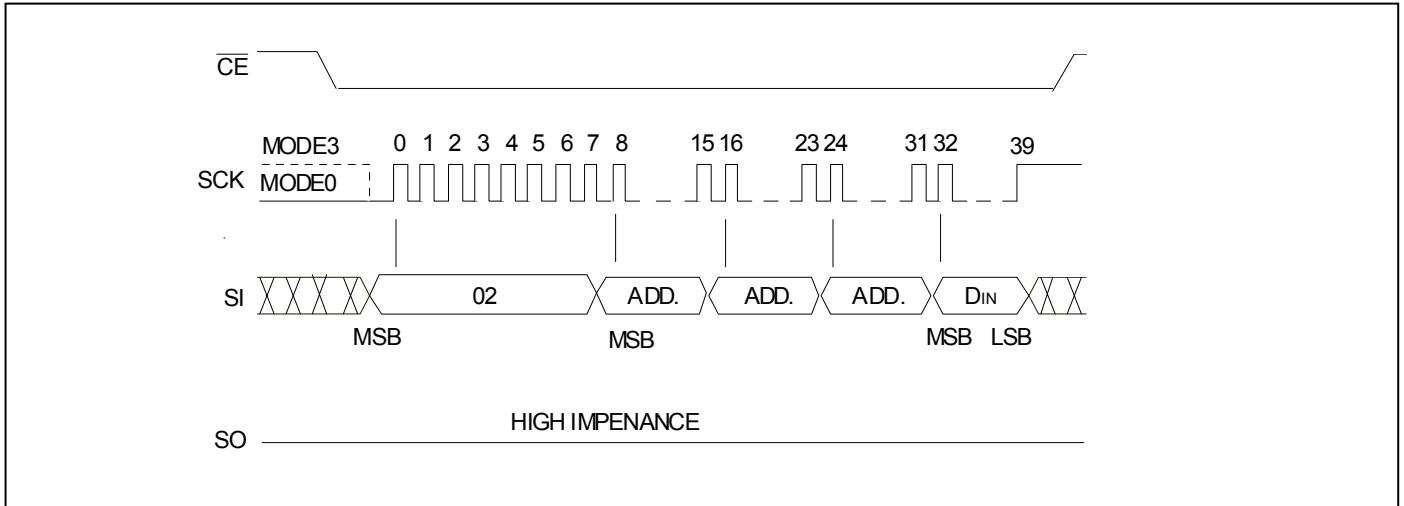 CE
MODE3 0 1 2 3 4 5 6 7 8 15 16 23 24 31 32 39
SCK MODE0
SI 02 ADD. ADD. ADD. DIN
MSB MSB MSB LSB
HIGH IMPENANCE
SO